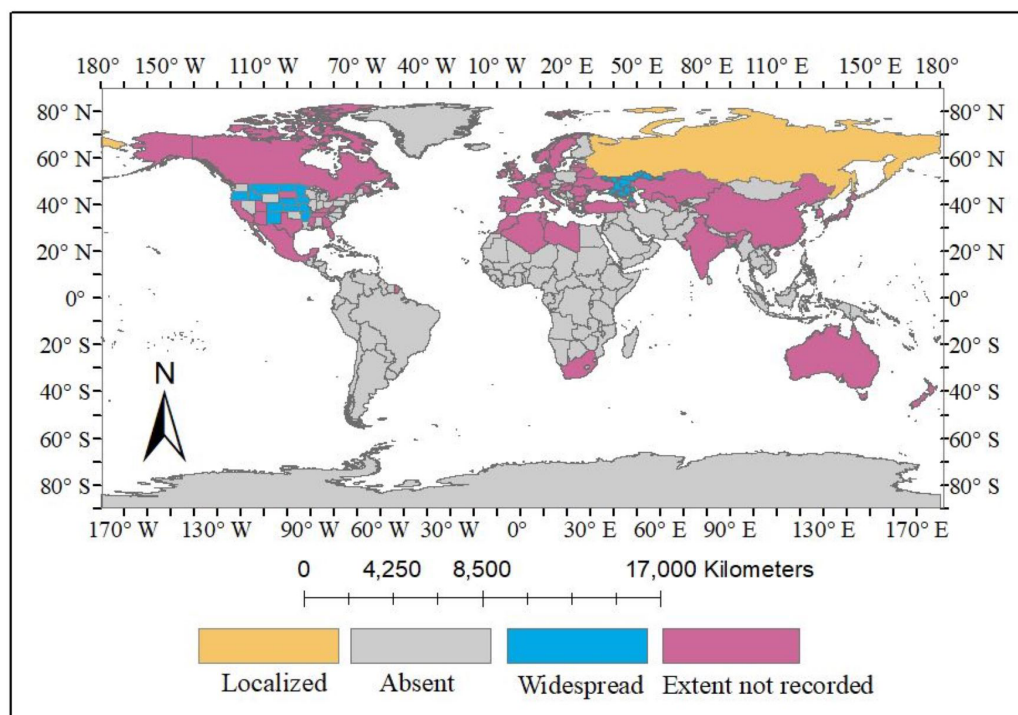 180° 150° W 110° W 70° W 40° W 10° W 20° E 50° E 80° E 110° E 150° E 180°
80° N 80° N
60° N 60° N
40° N 40° N
20° N 20° N
0° 0°
20° S 20° S
N
40° S 40° S
60° S 60° S
80° S 80° S
170° W 130° W 90° W 60° W 30° W 0° 30° E 60° E 90° E 130° E 170° E
0 4,250 8,500 17,000 Kilometers
Localized Absent Widespread Extent not recorded